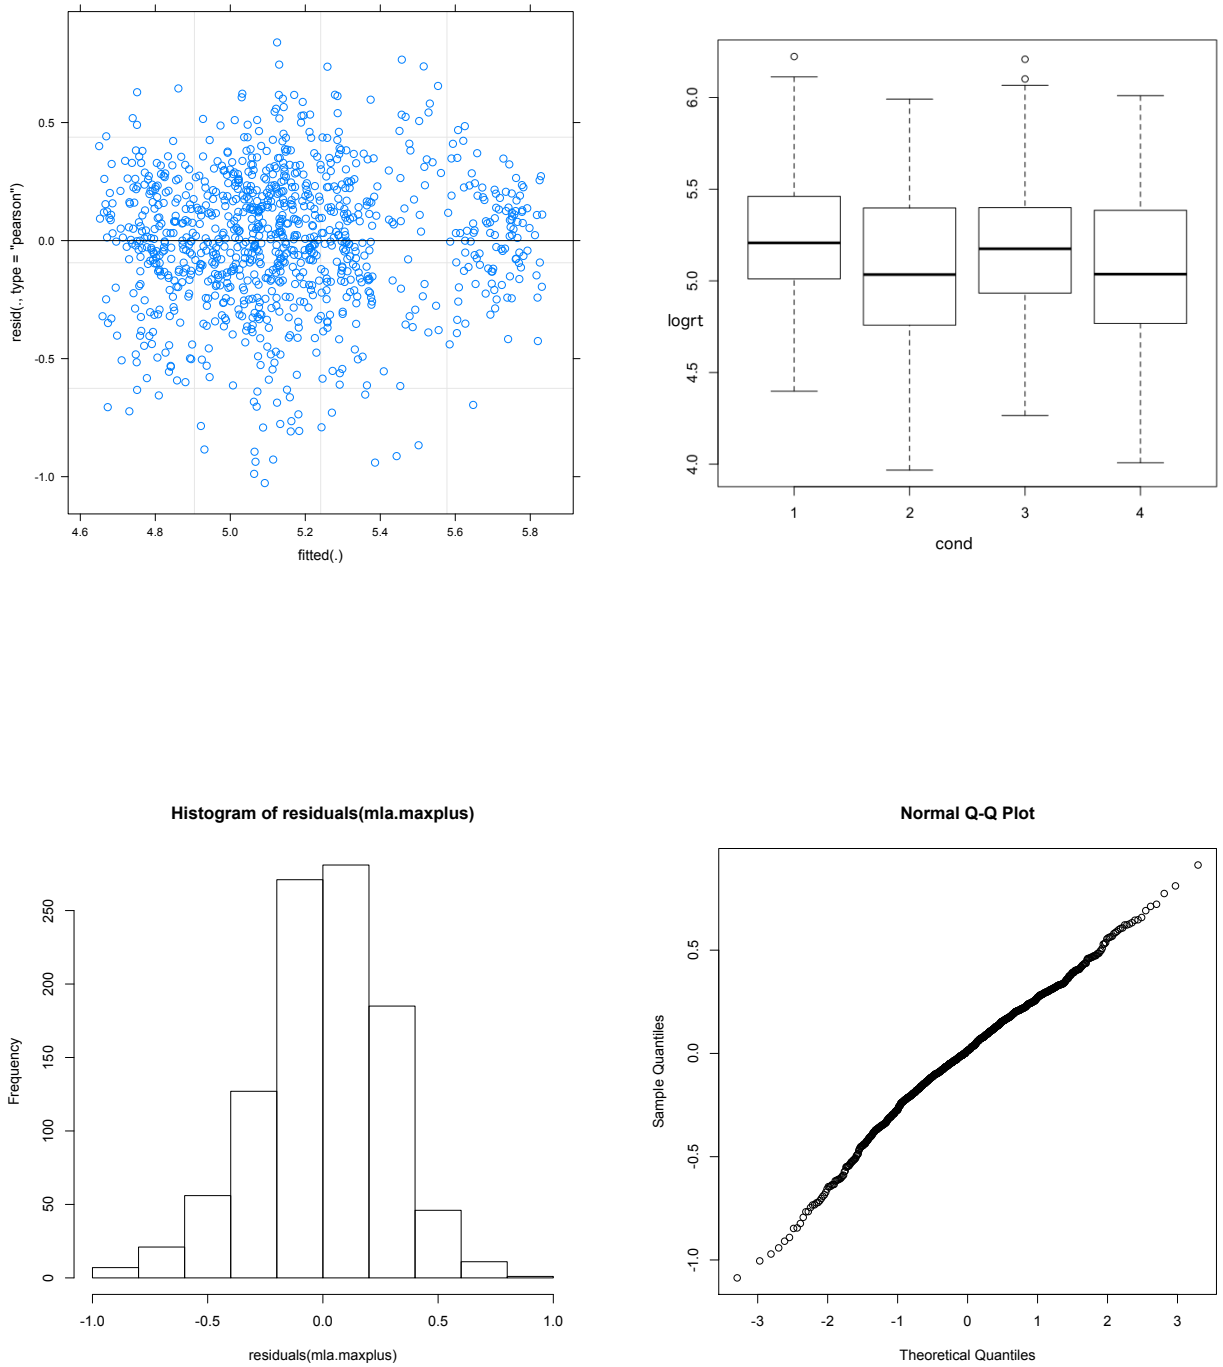 resid(., type = "pearson")
0.5
0.0
-0.5
-1.0
4.6 4.8 5.0 5.2 5.4 5.6 5.8
fitted(.)
logrt
6.0
5.5
5.0
4.5
4.0
1 2 3 4
cond
Histogram of residuals(mla.maxplus)
Frequency
250
200
150
100
50
0
-1.0 -0.5 0.0 0.5 1.0
residuals(mla.maxplus)
Normal Q-Q Plot
Sample Quantiles
0.5
0.0
-0.5
-1.0
-3 -2 -1 0 1 2 3
Theoretical Quantiles